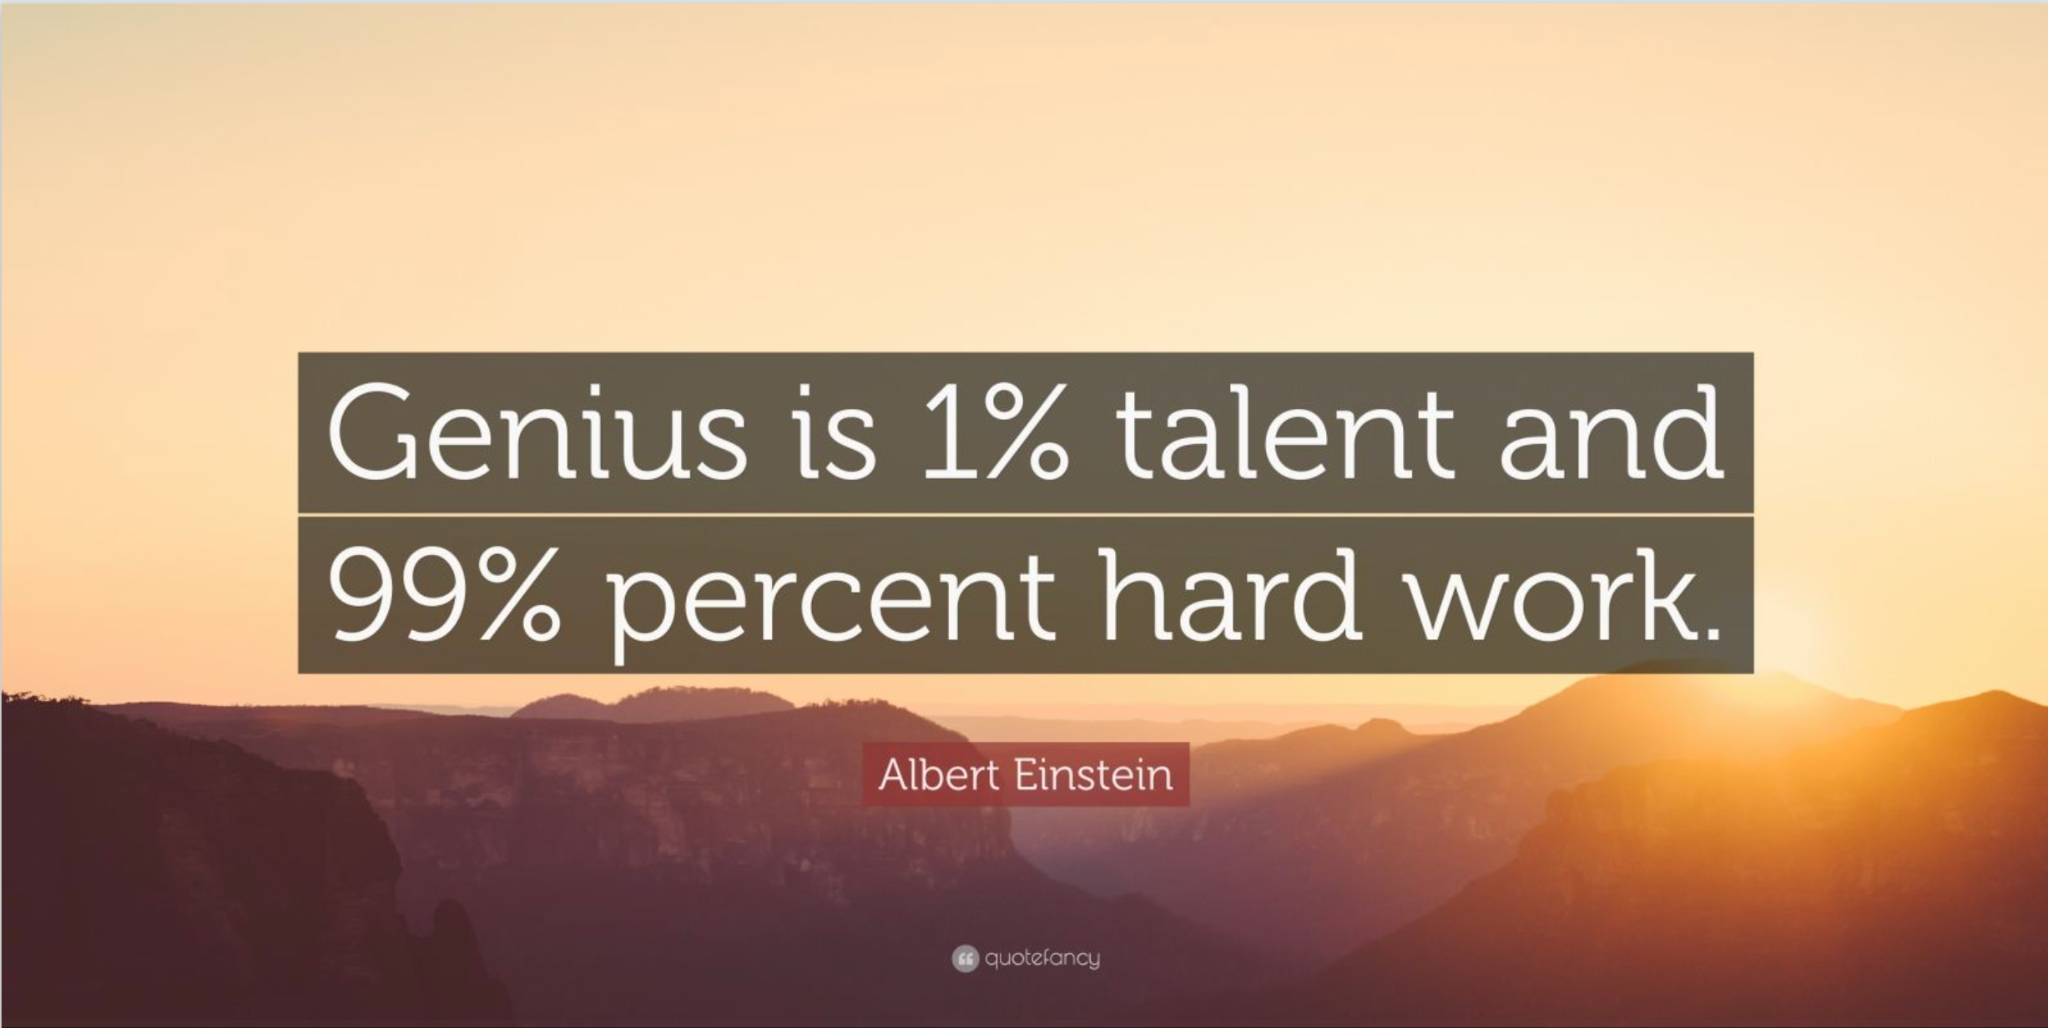 Genius is 1% talent and
99% percent hard work.
Albert Einstein
quotefancy